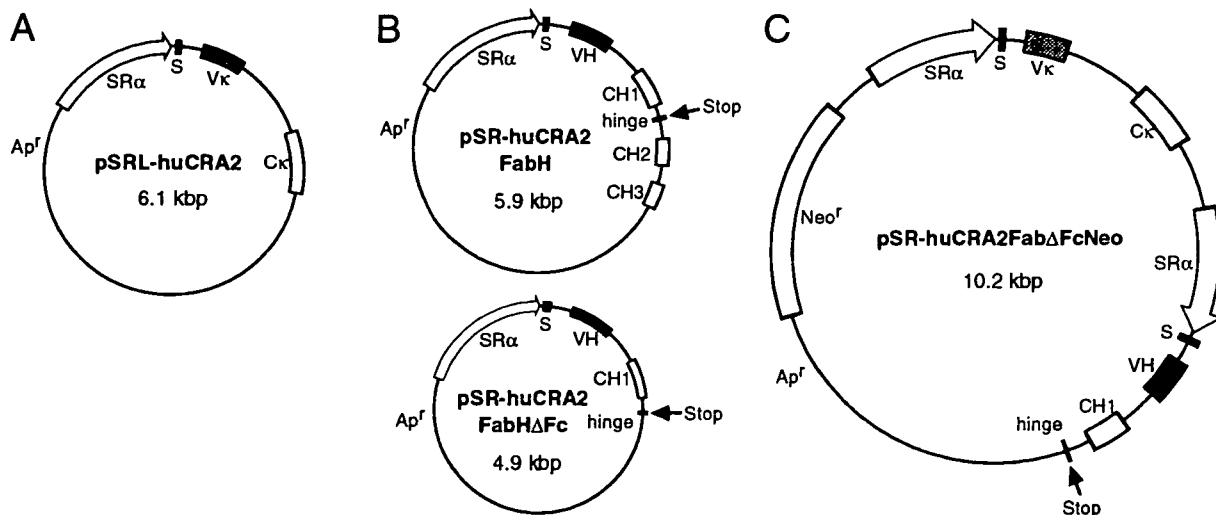 A
SRα
S
Vκ
Apʳ
Cκ
pSRL-huCRA2
6.1 kbp
B
SRα
S
VH
CH1
Stop
hinge
Apʳ
CH2
CH3
pSR-huCRA2
FabH
5.9 kbp
SRα
S
VH
CH1
hinge
Stop
Apʳ
pSR-huCRA2
FabHΔFc
4.9 kbp
C
SRα
S
Vκ
Cκ
Neoʳ
SRα
pSR-huCRA2FabΔFcNeo
10.2 kbp
S
VH
Apʳ
CH1
hinge
Stop